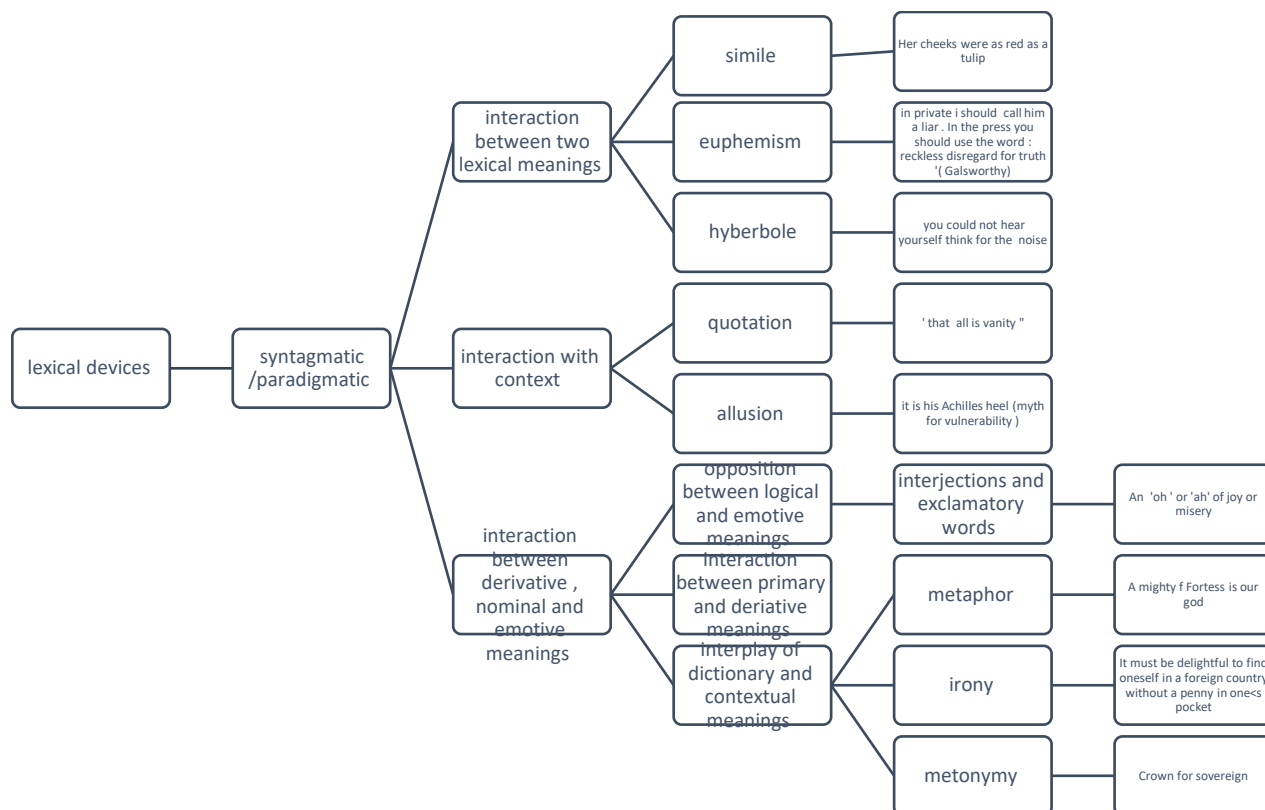 lexical devices
syntagmatic
/paradigmatic
interaction
between two
lexical meanings
simile
Her cheeks were as red as a
tulip
euphemism
in private i should call him
a liar . In the press you
should use the word :
reckless disregard for truth
'( Galsworthy)
hyberbole
you could not hear
yourself think for the noise
interaction with
context
quotation
' that all is vanity "
allusion
it is his Achilles heel (myth
for vulnerability )
interaction
between
derivative ,
nominal and
emotive
meanings
opposition
between logical
and emotive
meanings
interjections and
exclamatory
words
An 'oh ' or 'ah' of joy or
misery
interaction
between primary
and deriative
meanings
interplay of
dictionary and
contextual
meanings
metaphor
A mighty f Fortess is our
god
irony
It must be delightful to find
oneself in a foreign country
without a penny in one<s
pocket
metonymy
Crown for sovereign